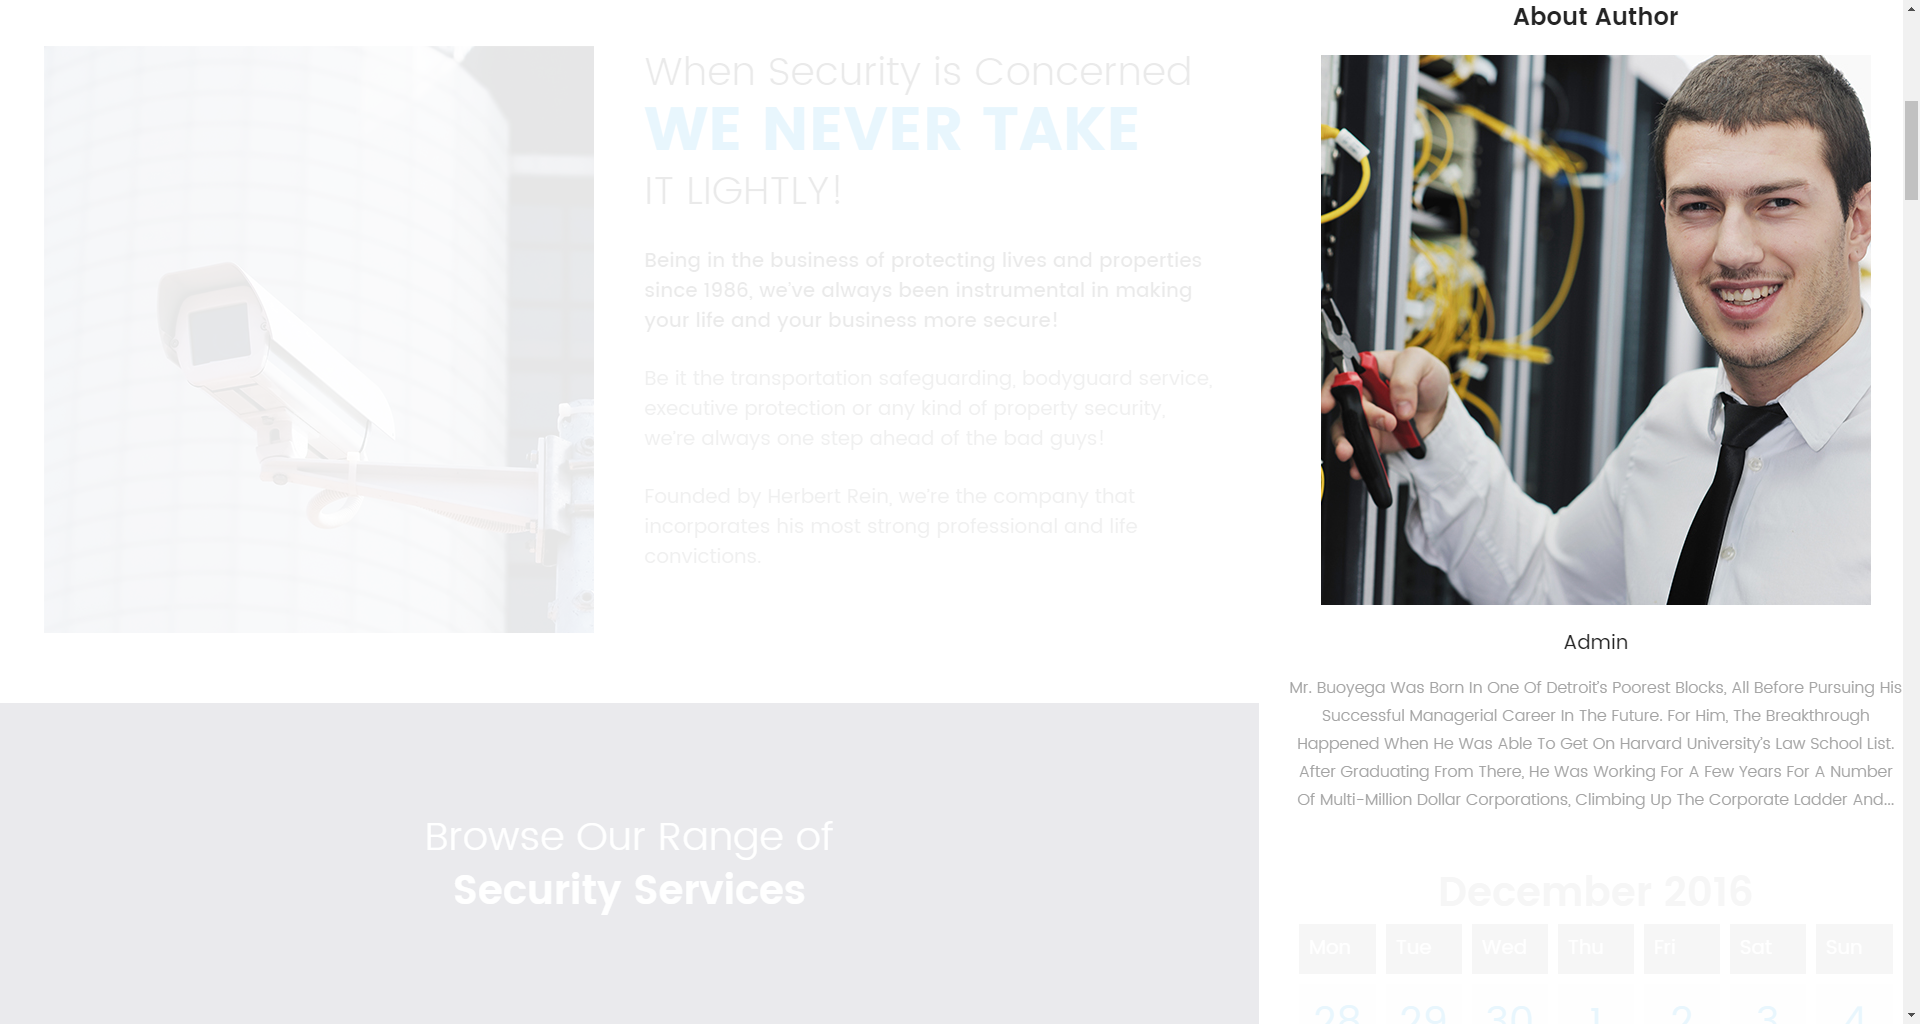 About Author
When Security is Concerned
WE NEVER TAKE
IT LIGHTLY!
Being in the business of protecting lives and properties
since 1986, we've always been instrumental in making
your life and your business more secure!
Be it the transportation safeguarding, bodyguard service,
executive protection or any kind of property security,
we're always one step ahead of the bad guys!
Founded by Herbert Rein, we're the company that
incorporates his most strong professional and life
convictions.
Admin
Mr. Buoyega Was Born In One Of Detroit's Poorest Blocks, All Before Pursuing His
Successful Managerial Career In The Future. For Him, The Breakthrough
Happened When He Was Able To Get On Harvard University's Law School List.
After Graduating From There, He Was Working For A Few Years For A Number
Of Multi-Million Dollar Corporations, Climbing Up The Corporate Ladder And...
Browse Our Range of
Security Services
December 2016
Mon Tue Wed Thu Fri Sat Sun
28 29 30 1 2 3 4